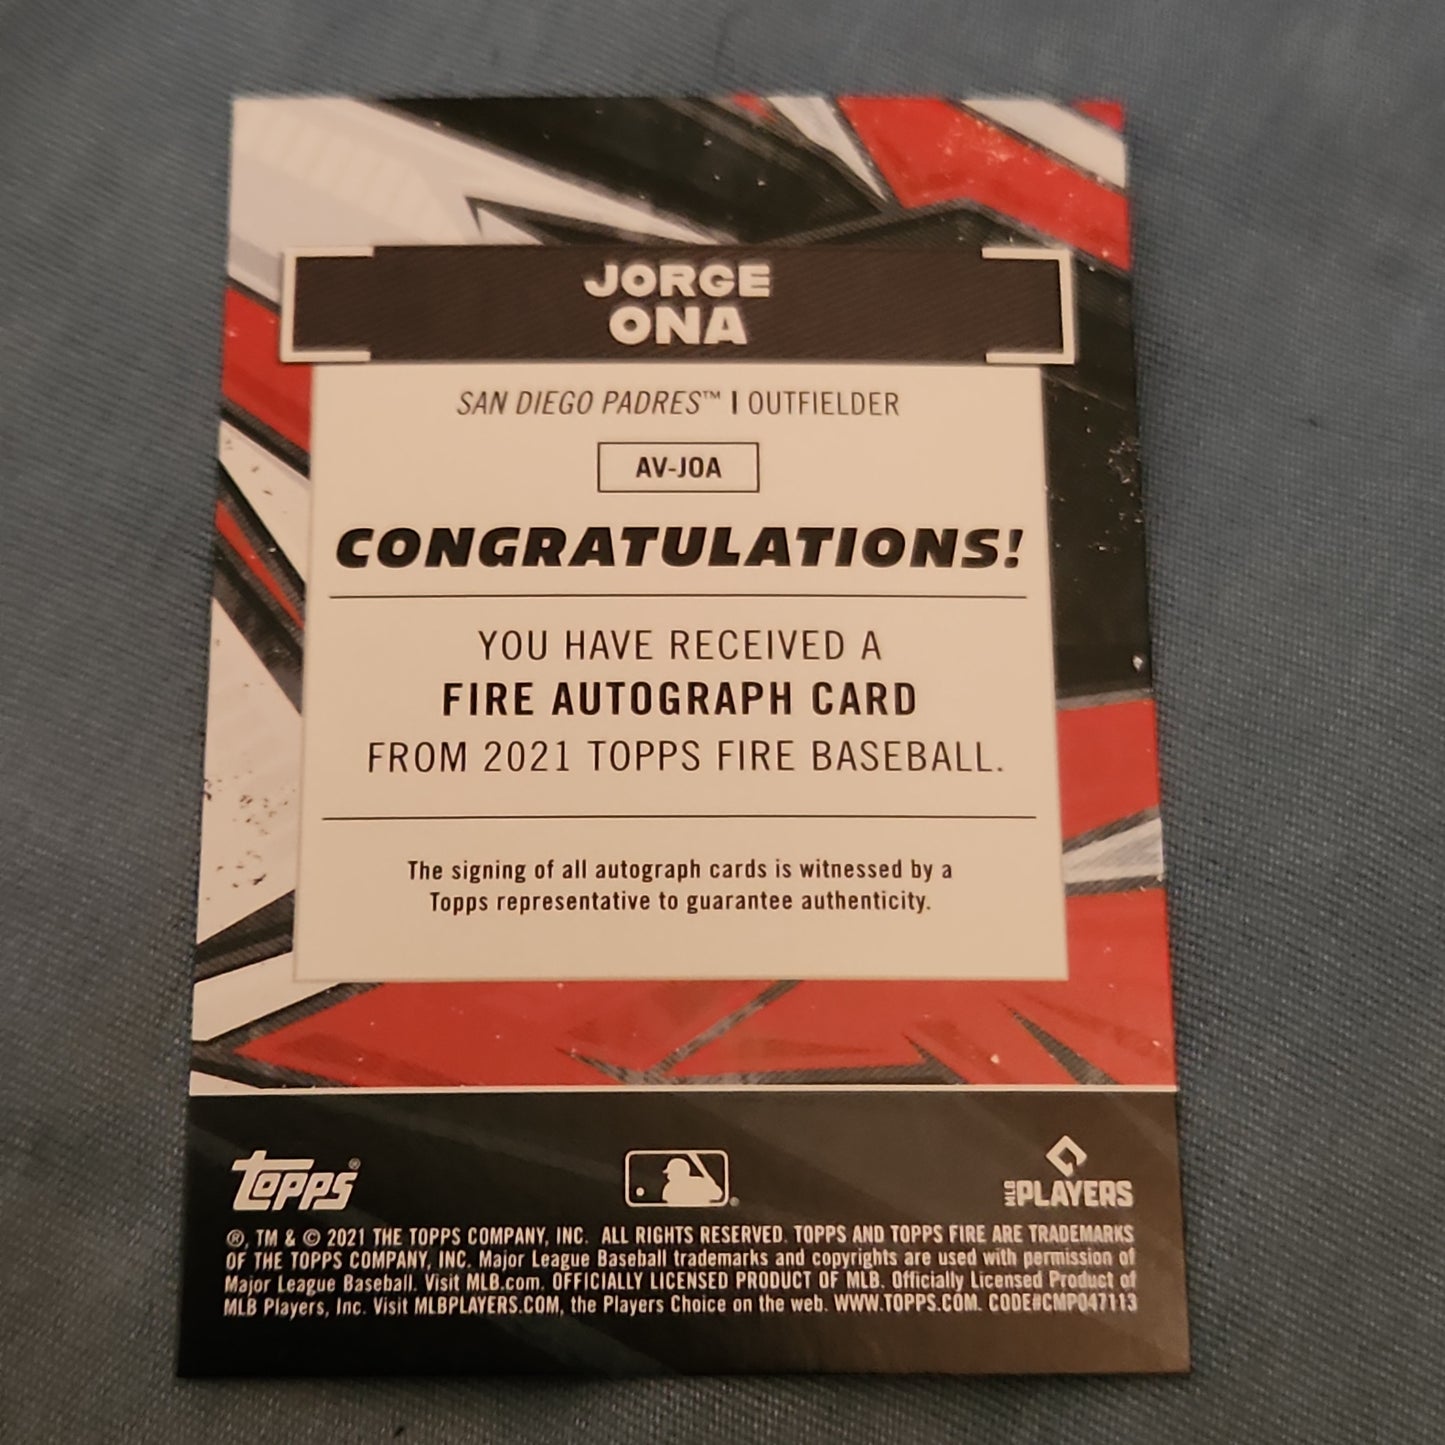 JORGE
ONA
SAN DIEGO PADRES™ | OUTFIELDER
AV-JOA
CONGRATULATIONS!
YOU HAVE RECEIVED A
FIRE AUTOGRAPH CARD
FROM 2021 TOPPS FIRE BASEBALL.
The signing of all autograph cards is witnessed by a
Topps representative to guarantee authenticity.
topps®
®
MLB PLAYERS
®, TM & © 2021 THE TOPPS COMPANY, INC. ALL RIGHTS RESERVED. TOPPS AND TOPPS FIRE ARE TRADEMARKS
OF THE TOPPS COMPANY, INC. Major League Baseball trademarks and copyrights are used with permission of
Major League Baseball. Visit MLB.com. OFFICIALLY LICENSED PRODUCT OF MLB. Officially Licensed Product of
MLB Players, Inc. Visit MLBPLAYERS.COM, the Players Choice on the web. WWW.TOPPS.COM. CODE#CMP047113